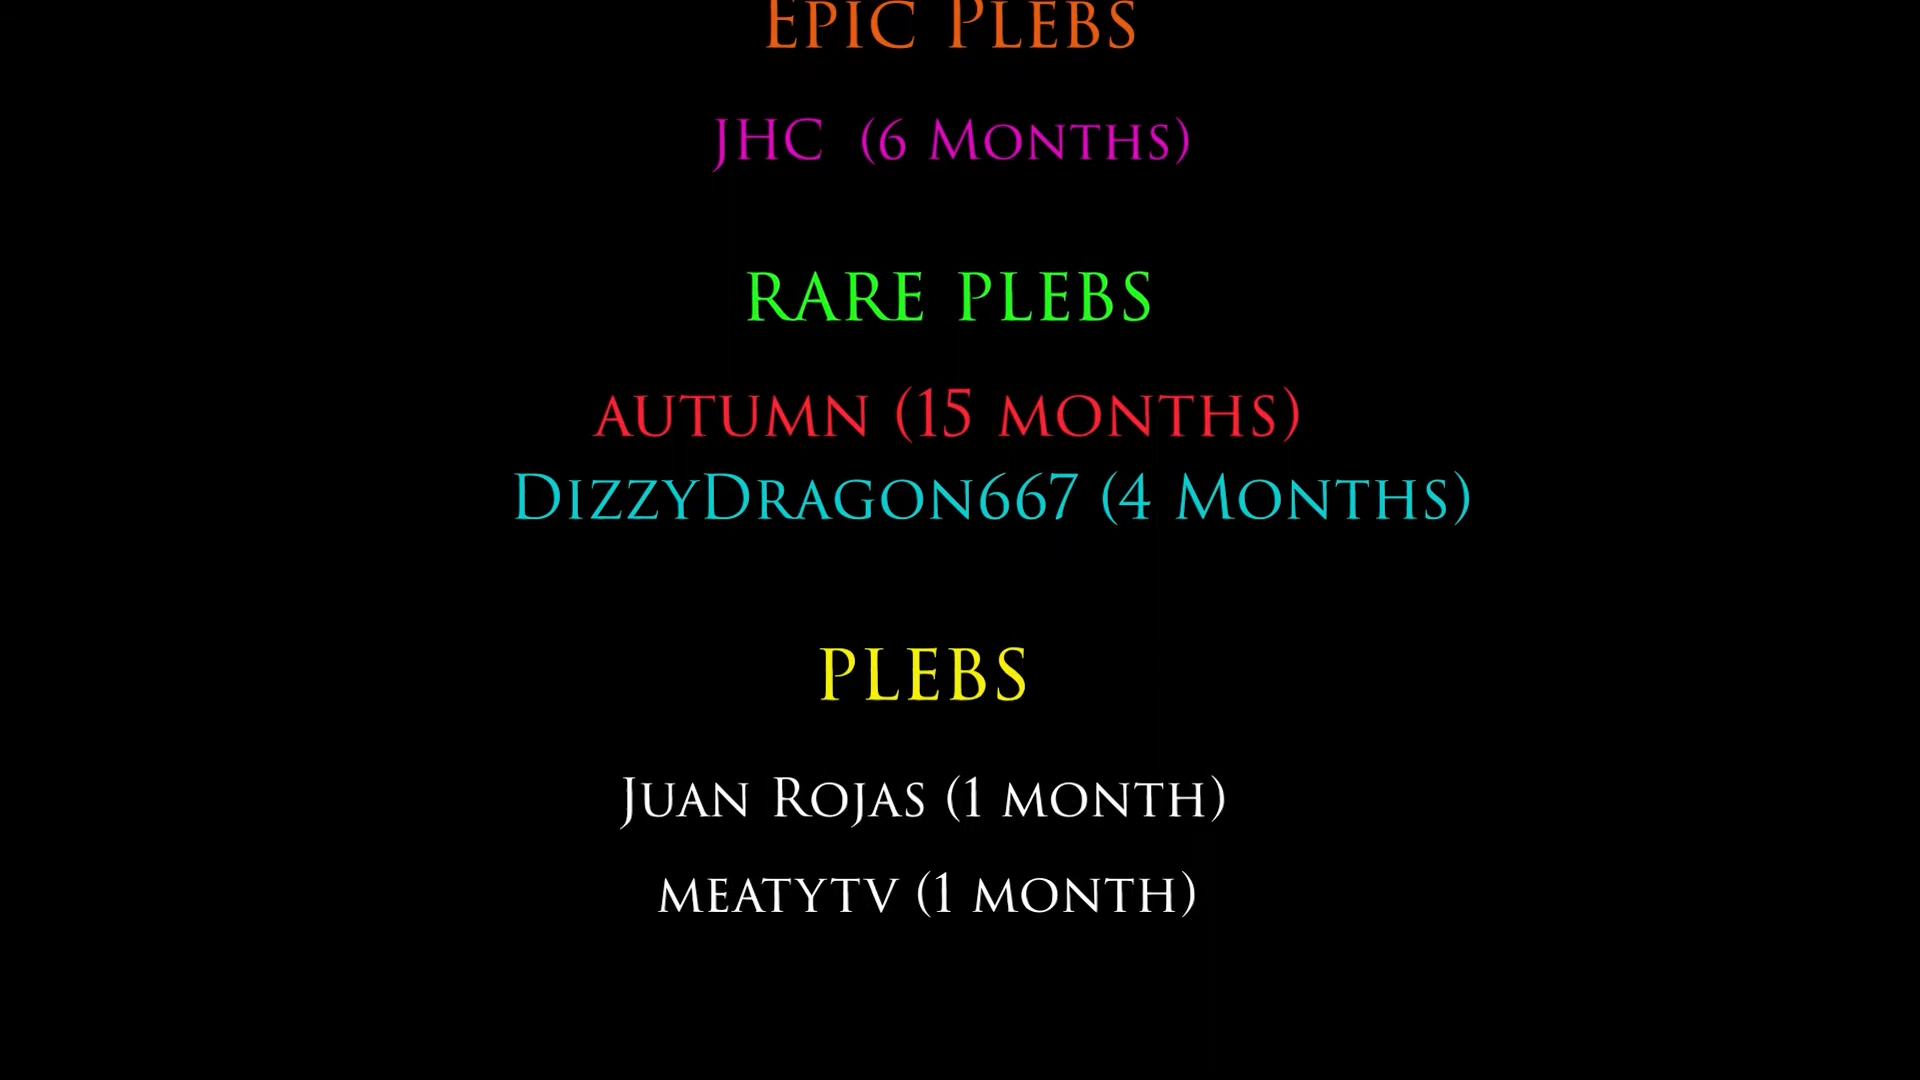 Epic Plebs
JHC (6 Months)
RARE PLEBS
AUTUMN (15 MONTHS)
DizzyDragon667 (4 Months)
PLEBS
Juan Rojas (1 month)
meatytv (1 month)